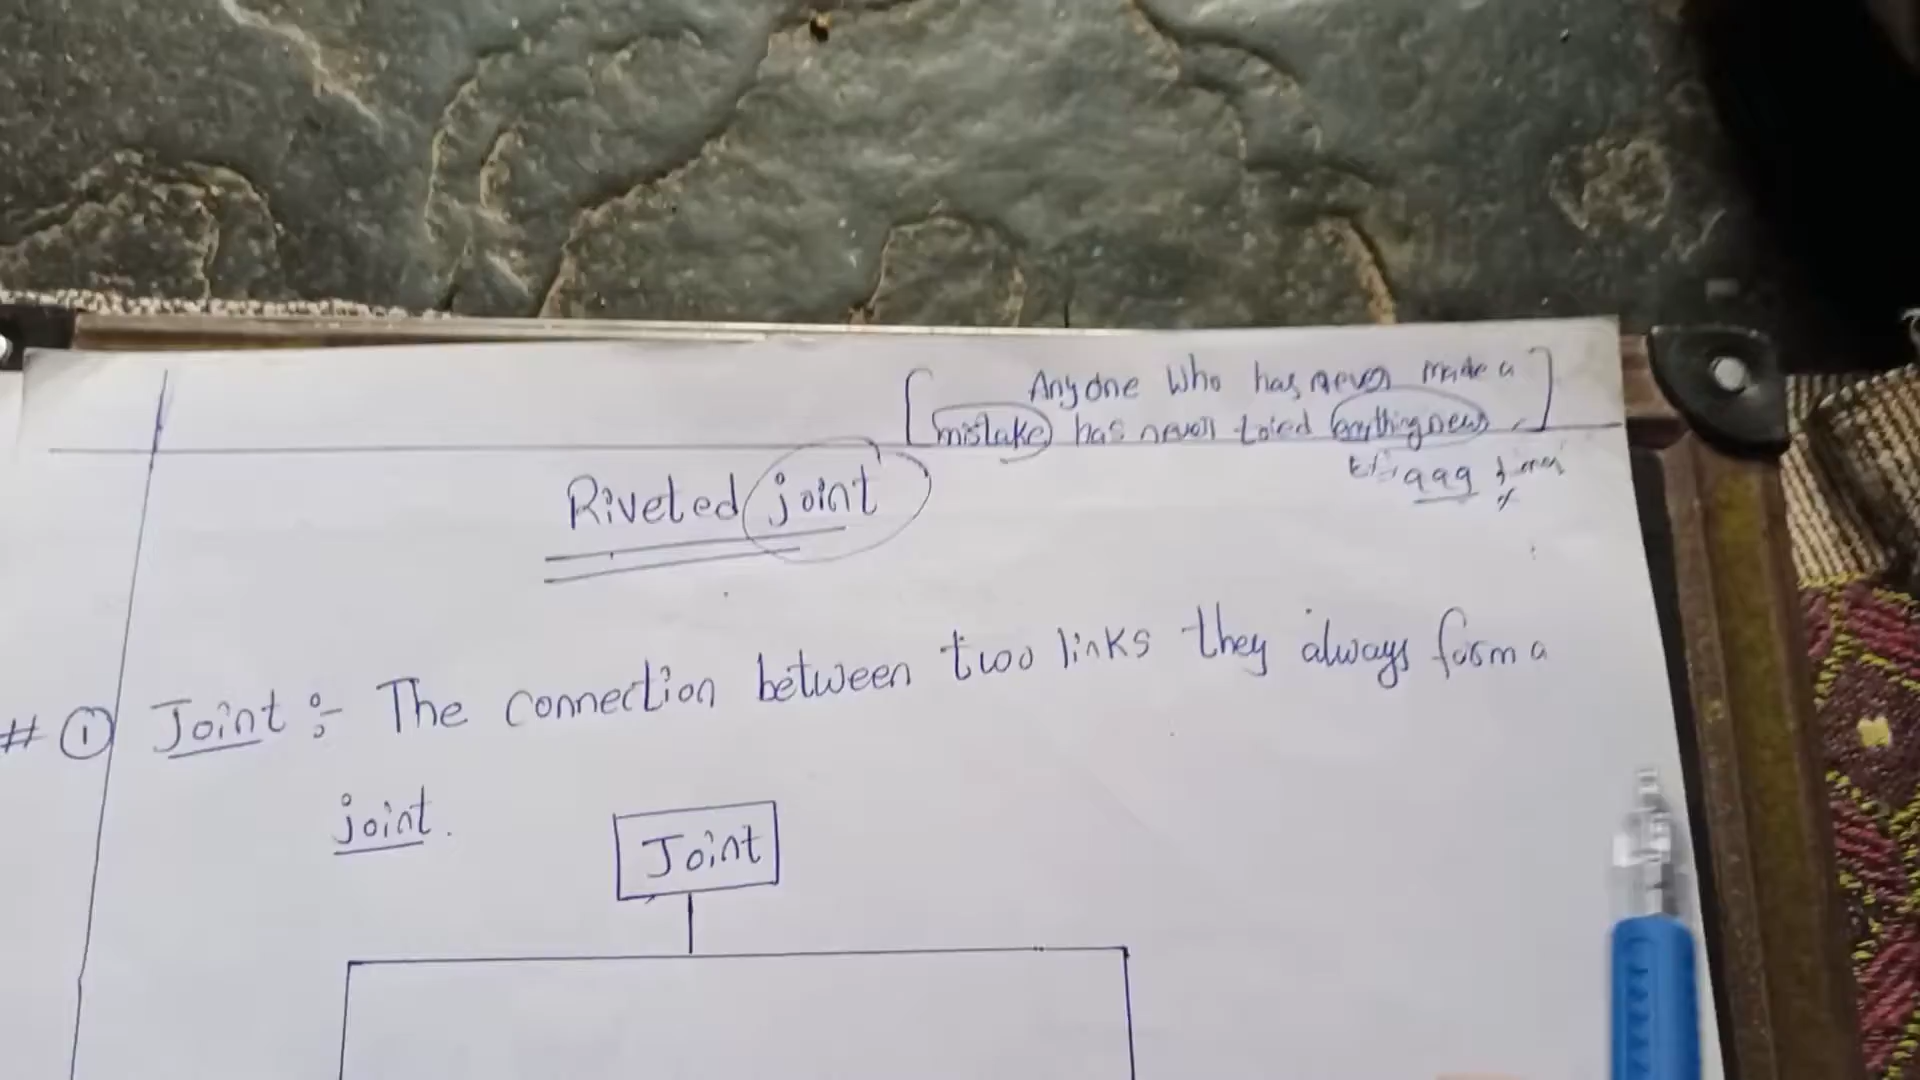 Anyone Who has never made a
mistake has never tried anything new.
999
Riveted joint
# 1 Joint :- The connection between two links they always form a
joint.
Joint